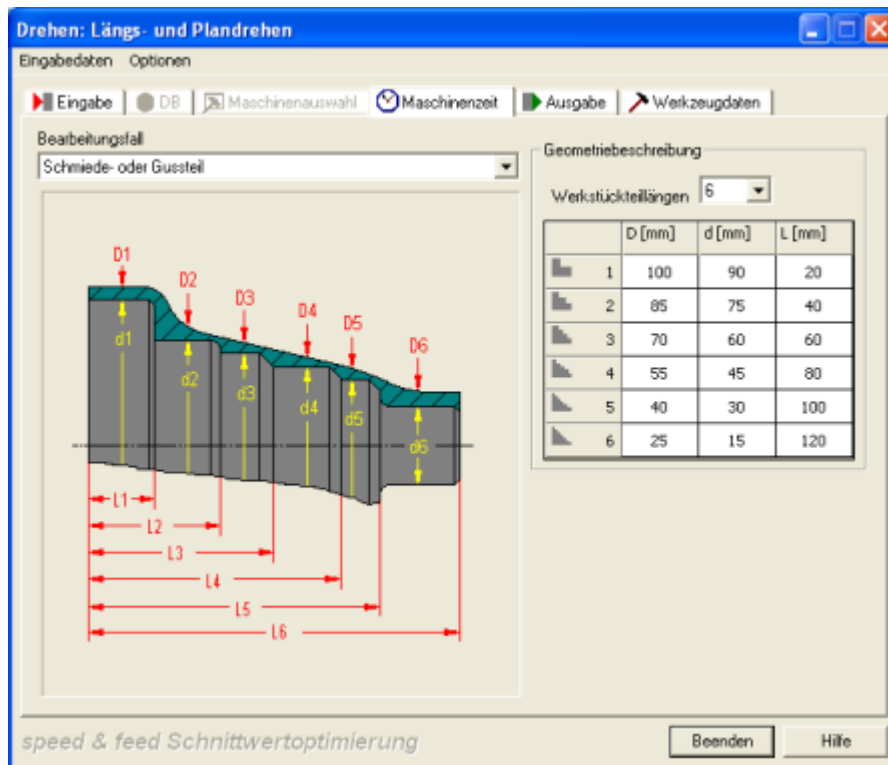 Drehen: Längs- und Plandrehen
Eingabedaten Optionen
Eingabe DB Maschinenauswahl Maschinenzeit Ausgabe Werkzeugdaten
Bearbeitungsfall
Schmiede- oder Gussteil
Geometriebeschreibung
Werkstückteillängen 6
D [mm] d [mm] L [mm]
1 100 90 20
2 85 75 40
3 70 60 60
4 55 45 80
5 40 30 100
6 25 15 120
D1
D2
D3
D4
D5
D6
d1
d2
d3
d4
d5
d6
L1
L2
L3
L4
L5
L6
speed & feed Schnittwertoptimierung
Beenden Hilfe